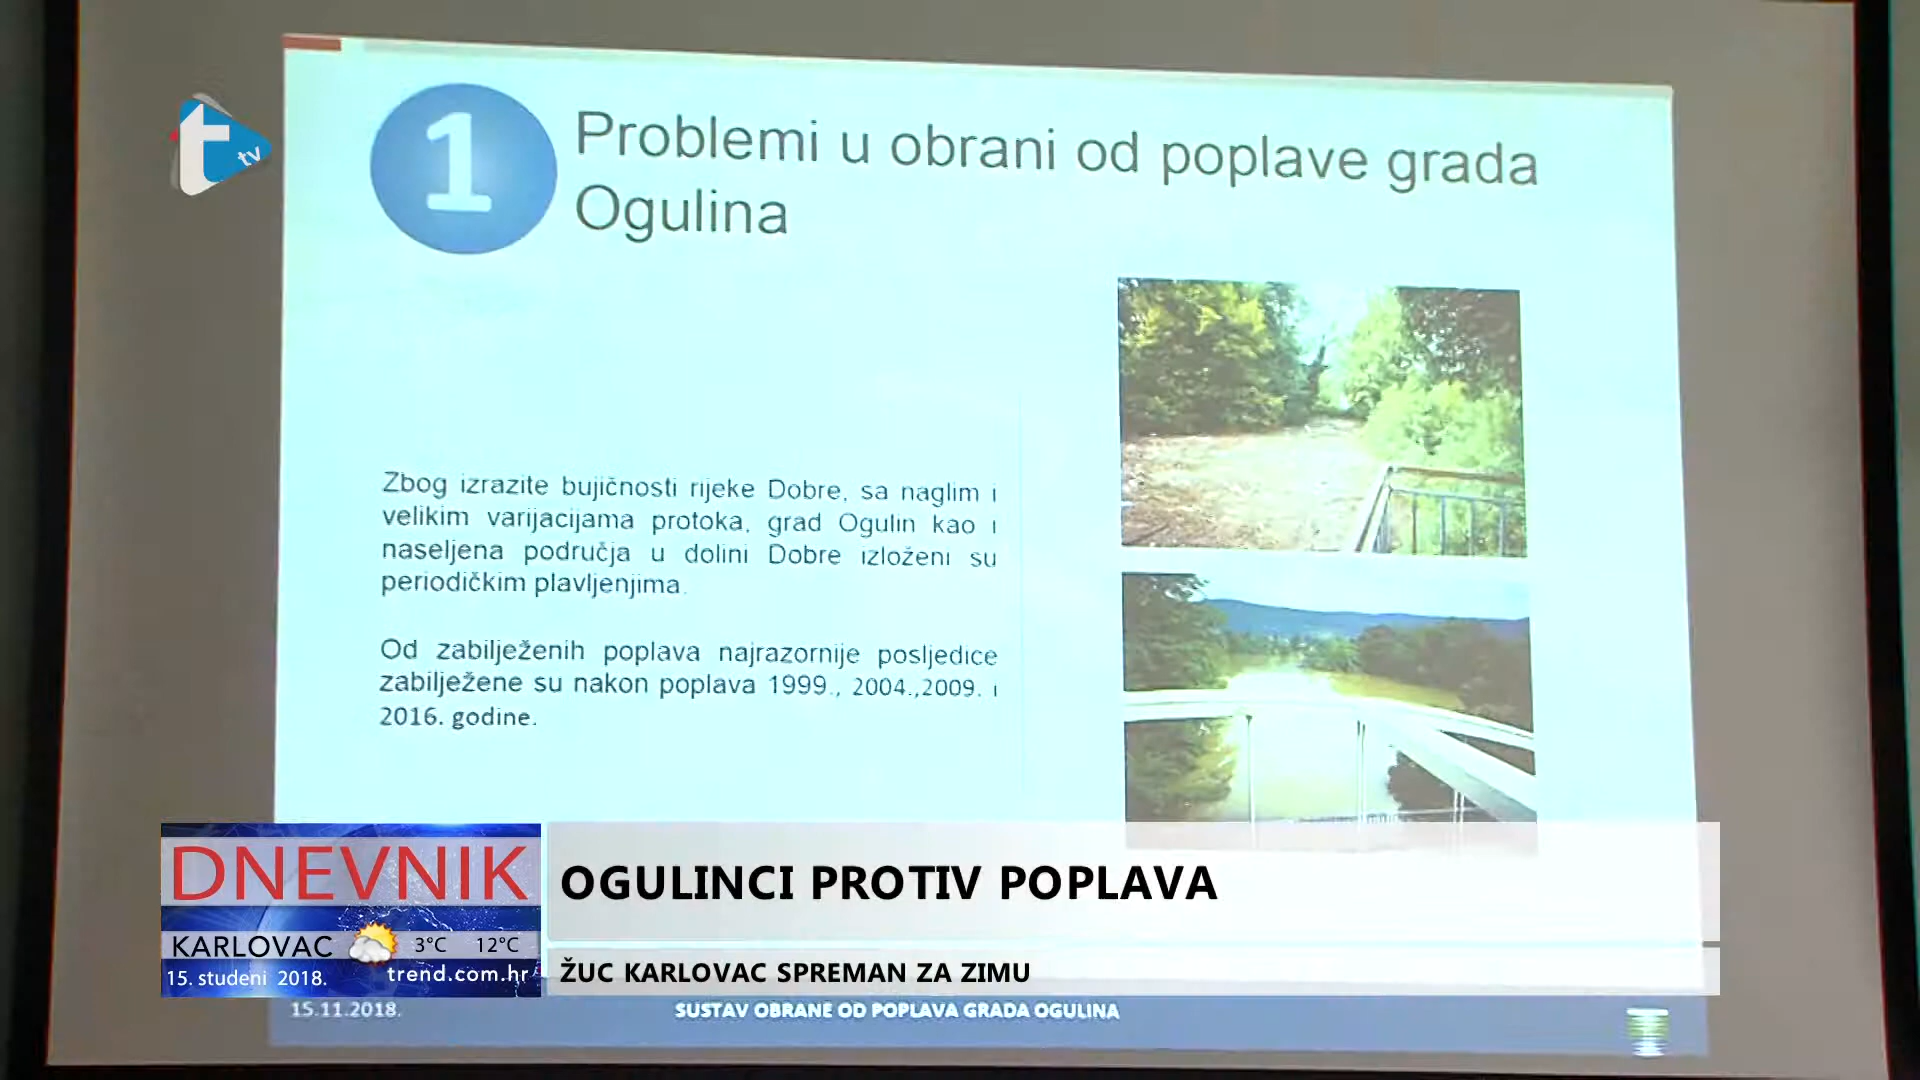 t
tv
1
Problemi u obrani od poplave grada
Ogulina
Zbog izrazite bujičnosti rijeke Dobre, sa naglim i
velikim varijacijama protoka, grad Ogulin kao i
naseljena područja u dolini Dobre izloženi su
periodičkim plavljenjima.
Od zabilježenih poplava najrazornije posljedice
zabilježene su nakon poplava 1999., 2004.,2009. i
2016. godine.
DNEVNIK
OGULINCI PROTIV POPLAVA
KARLOVAC 3°C 12°C
15. studeni 2018. trend.com.hr
ŽUC KARLOVAC SPREMAN ZA ZIMU
15.11.2018. SUSTAV OBRANE OD POPLAVA GRADA OGULINA